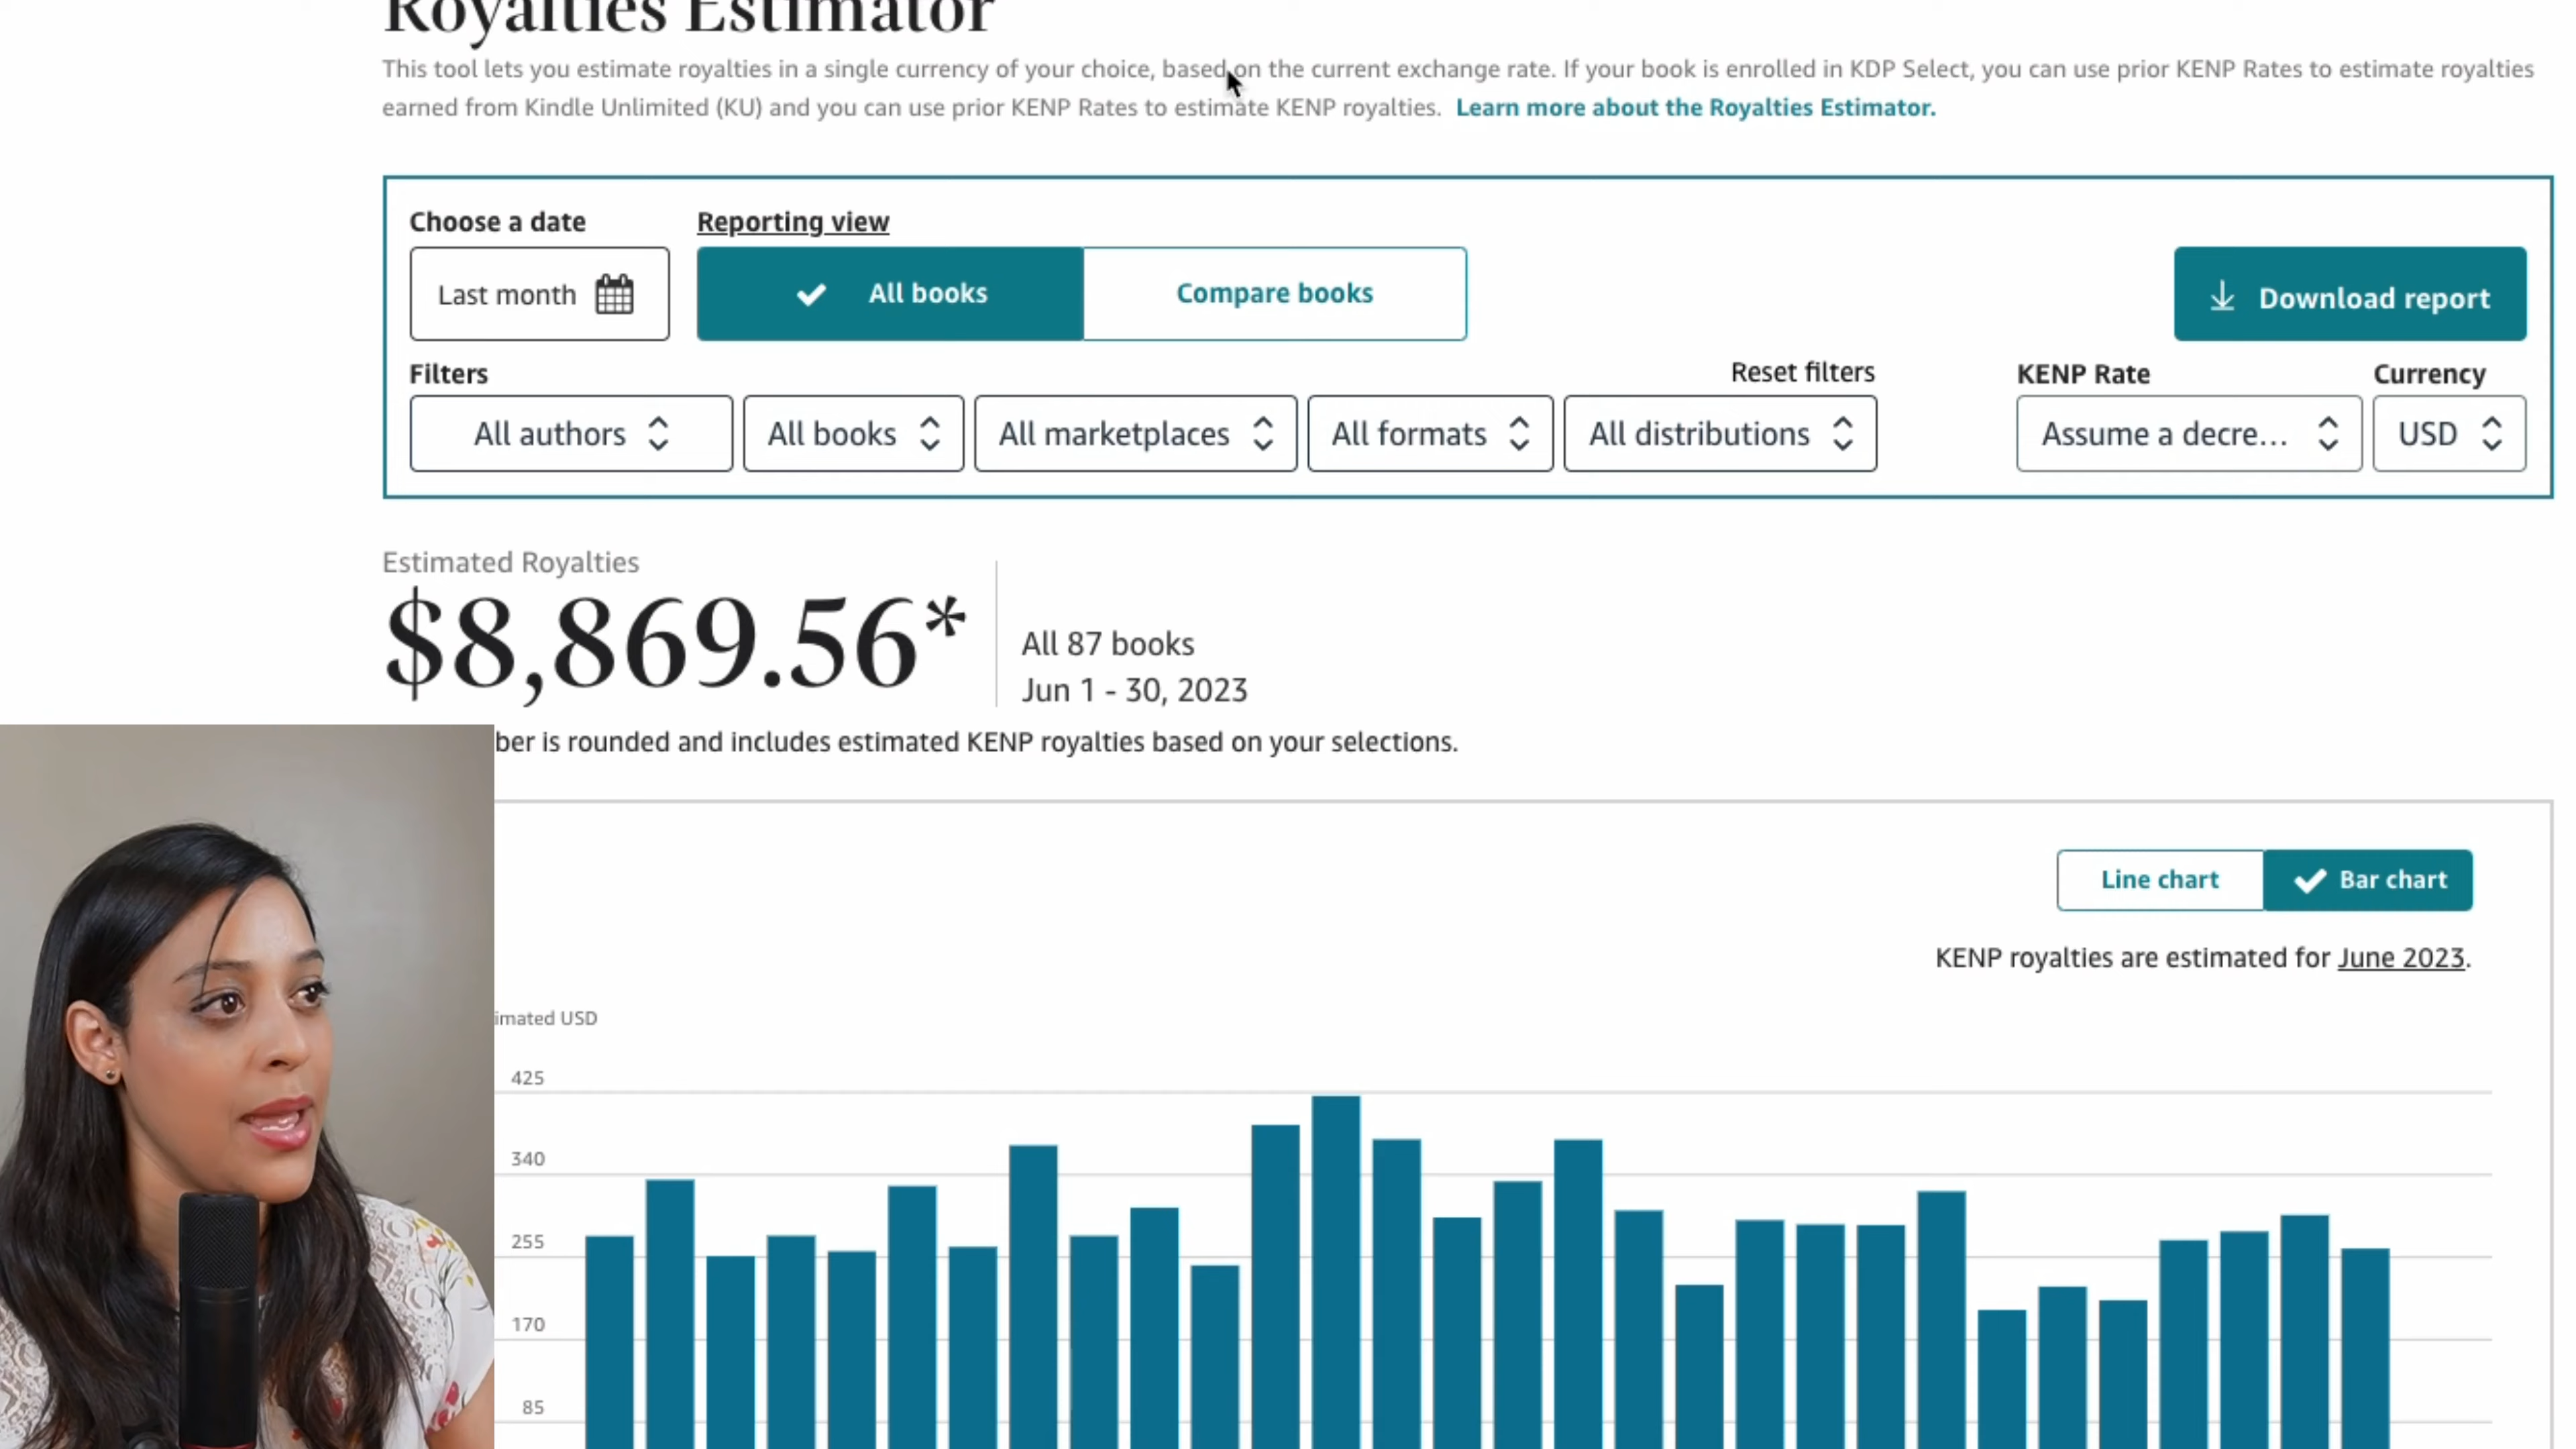 Royalties Estimator
This tool lets you estimate royalties in a single currency of your choice, based on the current exchange rate. If your book is enrolled in KDP Select, you can use prior KENP Rates to estimate royalties
earned from Kindle Unlimited (KU) and you can use prior KENP Rates to estimate KENP royalties. Learn more about the Royalties Estimator.
Choose a date
Reporting view
Last month
All books
Compare books
Download report
Filters
Reset filters
KENP Rate
Currency
All authors
All books
All marketplaces
All formats
All distributions
Assume a decre...
USD
Estimated Royalties
$8,869.56*
All 87 books
Jun 1 - 30, 2023
ber is rounded and includes estimated KENP royalties based on your selections.
Line chart
Bar chart
KENP royalties are estimated for June 2023.
imated USD
425
340
255
170
85